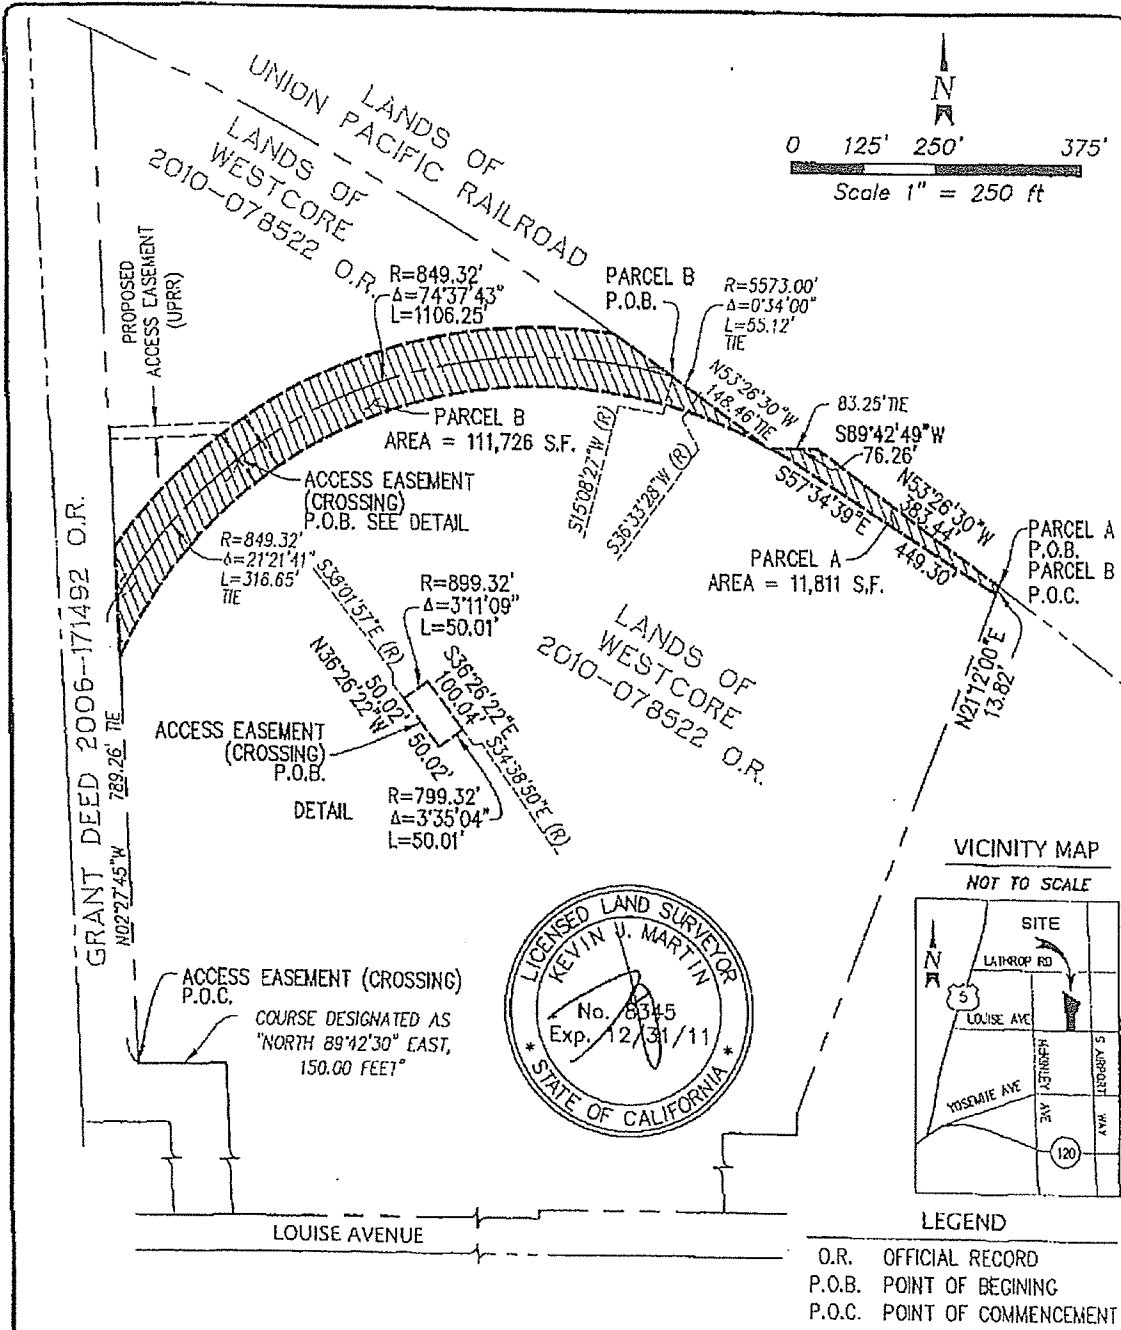 N
0 125' 250' 375'
Scale 1" = 250 ft
LANDS OF
UNION PACIFIC RAILROAD
LANDS OF
WESTCORE
2010-078522 O.R.
PROPOSED
ACCESS EASEMENT
(UPRR)
R=849.32'
Δ=74°37'43"
L=1106.25'
PARCEL B
P.O.B.
R=5573.00'
Δ=0°34'00"
L=55.12'
TIE
N53°26'30"W
148.46' TIE
83.25' TIE
S89°42'49"W
76.26'
N53°26'30"W
383.44'
PARCEL B
AREA = 111,726 S.F.
S15°08'27"W (R)
S36°33'28"W (R)
S57°34'39"E
449.30'
ACCESS EASEMENT
(CROSSING)
P.O.B. SEE DETAIL
PARCEL A
P.O.B.
PARCEL B
P.O.C.
PARCEL A
AREA = 11,811 S.F.
R=849.32'
Δ=21°21'41"
L=316.65'
TIE
N21°12'00"E
13.82'
S38°01'57"E (R)
R=899.32'
Δ=3°11'09"
L=50.01'
S36°26'22"E
100.04'
N36°26'22"W
50.02'
50.02'
S34°38'50"E (R)
ACCESS EASEMENT
(CROSSING)
P.O.B.
DETAIL
R=799.32'
Δ=3°35'04"
L=50.01'
LANDS OF
WESTCORE
2010-078522 O.R.
GRANT DEED 2006-171492 O.R.
N02°27'45"W 789.26' TIE
ACCESS EASEMENT (CROSSING)
P.O.C.
COURSE DESIGNATED AS
"NORTH 89°42'30" EAST,
150.00 FEET"
LICENSED LAND SURVEYOR
KEVIN J. MARTIN
No. 8345
Exp. 12/31/11
* STATE OF CALIFORNIA *
LOUISE AVENUE
VICINITY MAP
NOT TO SCALE
N
SITE
LATHROP RD
5
LOUISE AVE
MCKINLEY AVE
S AIRPORT WAY
YOSEMITE AVE
120
LEGEND
O.R. OFFICIAL RECORD
P.O.B. POINT OF BEGINING
P.O.C. POINT OF COMMENCEMENT